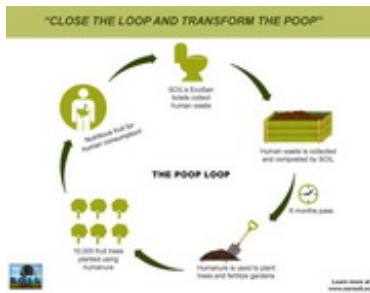 "CLOSE THE LOOP AND TRANSFORM THE POOP"
SOIL's EcoSan
toilets collect
human waste
Human waste is collected
and composted by SOIL
6 months pass
Humanure is used to plant
trees and fertilize gardens
10,000 fruit trees
planted using
humanure
Nutritious fruit for
human consumption!
THE POOP LOOP
Learn more at